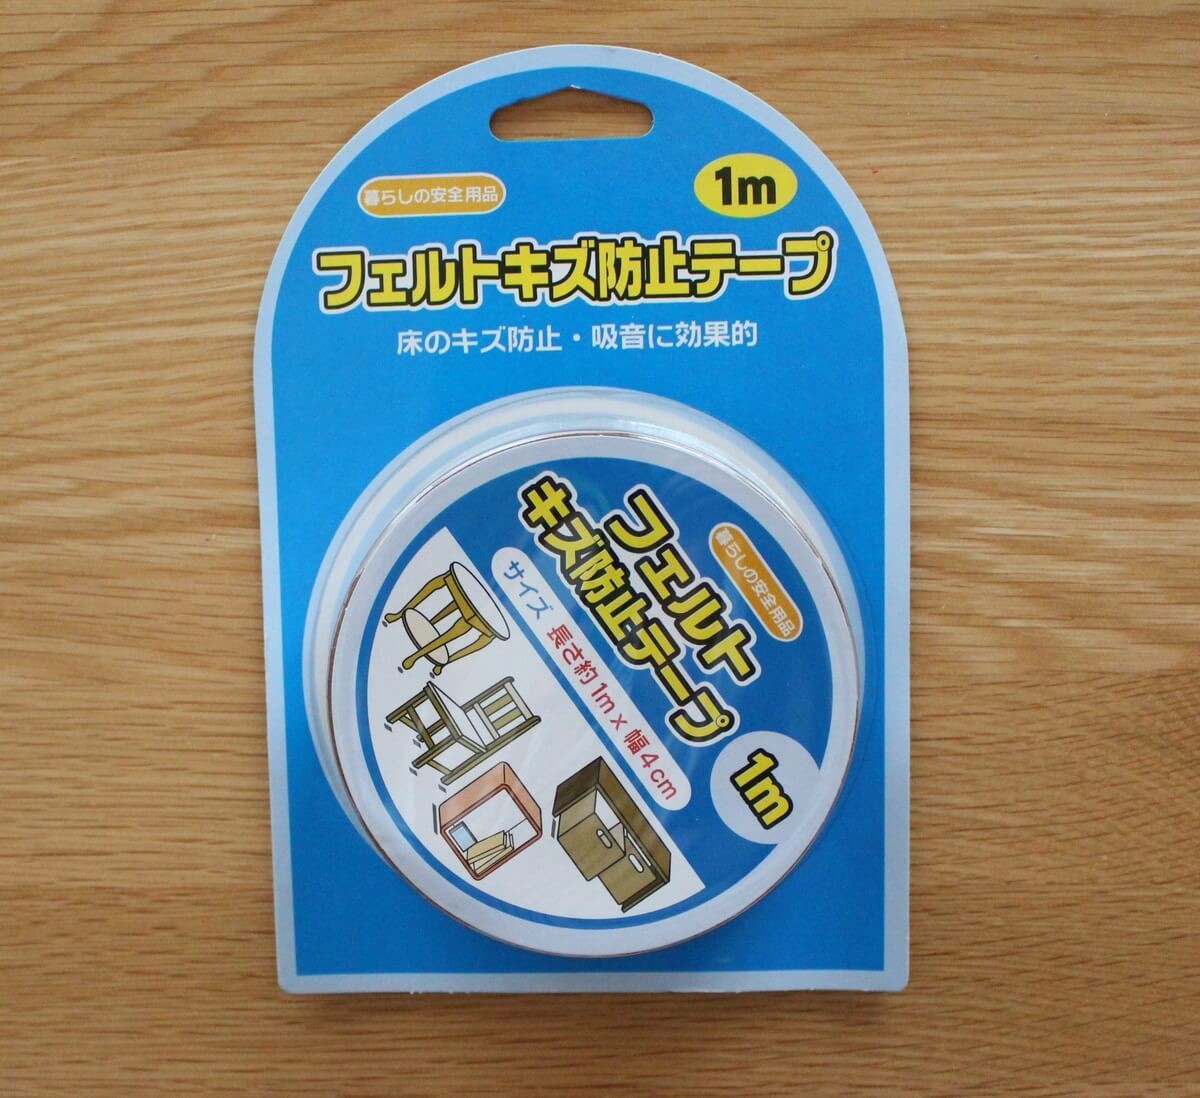 1m
暮らしの安全用品
フェルトキズ防止テープ
床のキズ防止・吸音に効果的
暮らしの安全用品
フェルト
キズ防止テープ
サイズ 長さ約1m×幅4cm
1m